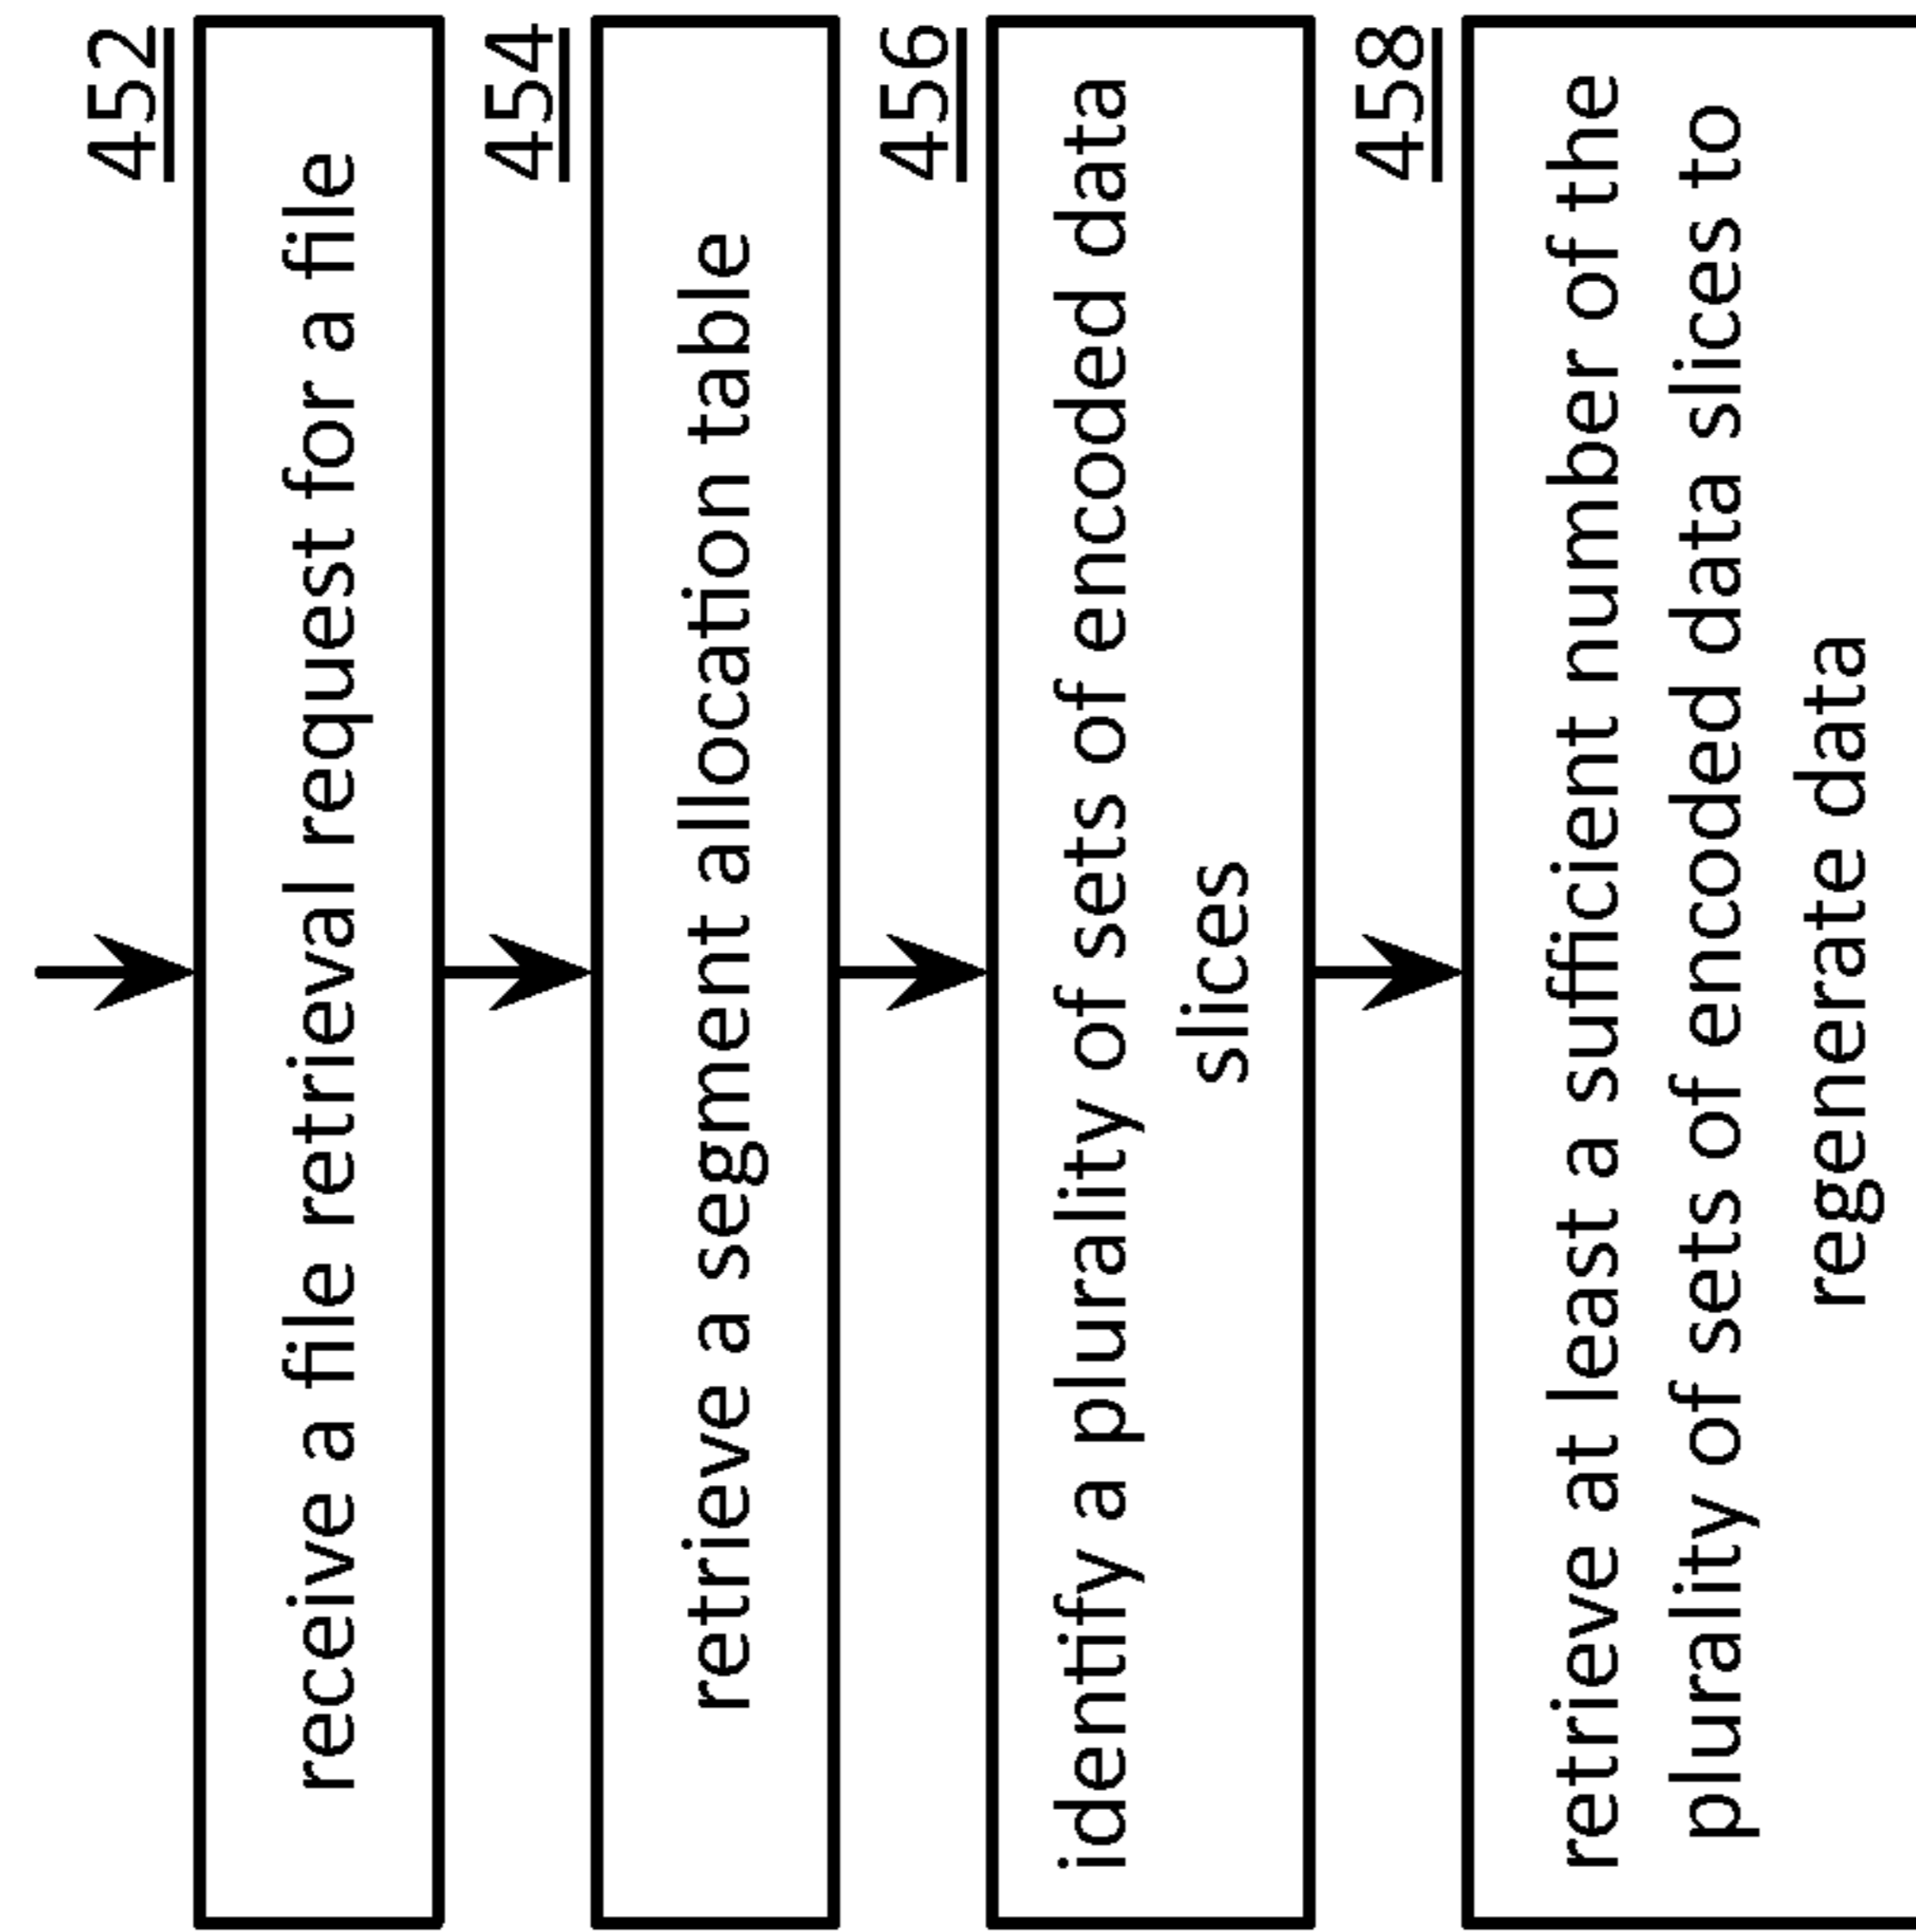 452
receive a file retrieval request for a file
454
retrieve a segment allocation table
456
identify a plurality of sets of encoded data
slices
458
retrieve at least a sufficient number of the
plurality of sets of encoded data slices to
regenerate data